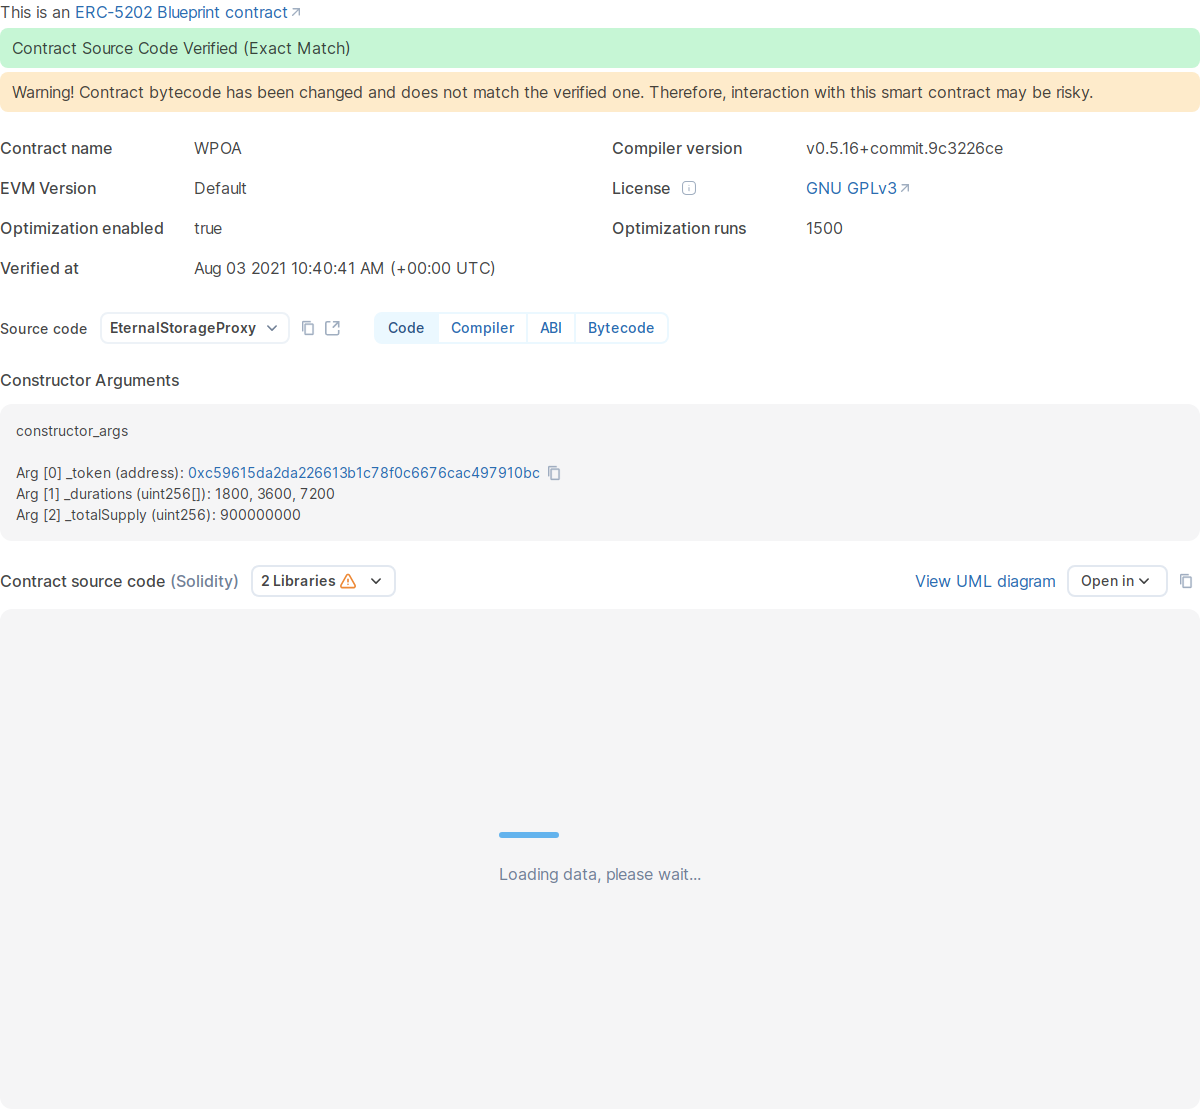 This is an ERC-5202 Blueprint contract
Contract Source Code Verified (Exact Match)
Warning! Contract bytecode has been changed and does not match the verified one. Therefore, interaction with this smart contract may be risky.
Contract name WPOA Compiler version v0.5.16+commit.9c3226ce
EVM Version Default License GNU GPLv3
Optimization enabled true Optimization runs 1500
Verified at Aug 03 2021 10:40:41 AM (+00:00 UTC)
Source code EternalStorageProxy Code Compiler ABI Bytecode
Constructor Arguments
constructor_args
Arg [0] _token (address): 0xc59615da2da226613b1c78f0c6676cac497910bc
Arg [1] _durations (uint256[]): 1800, 3600, 7200
Arg [2] _totalSupply (uint256): 900000000
Contract source code (Solidity) 2 Libraries View UML diagram Open in
Loading data, please wait...